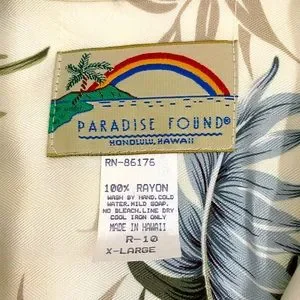 PARADISE FOUND®
HONOLULU, HAWAII
RN-86176
100% RAYON
WASH BY HAND.COLD
WATER.MILD SOAP.
NO BLEACH.LINE DRY
COOL IRON ONLY
MADE IN HAWAII
R-10
X-LARGE